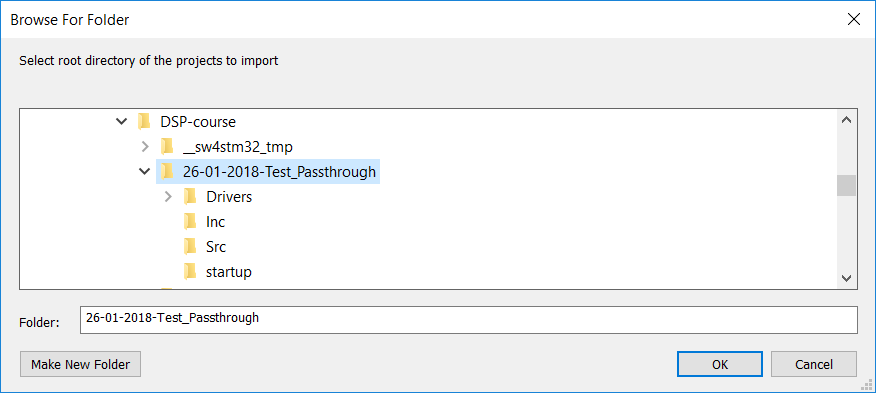 Browse For Folder
Select root directory of the projects to import
DSP-course
__sw4stm32_tmp
26-01-2018-Test_Passthrough
Drivers
Inc
Src
startup
Folder: 26-01-2018-Test_Passthrough
Make New Folder OK Cancel